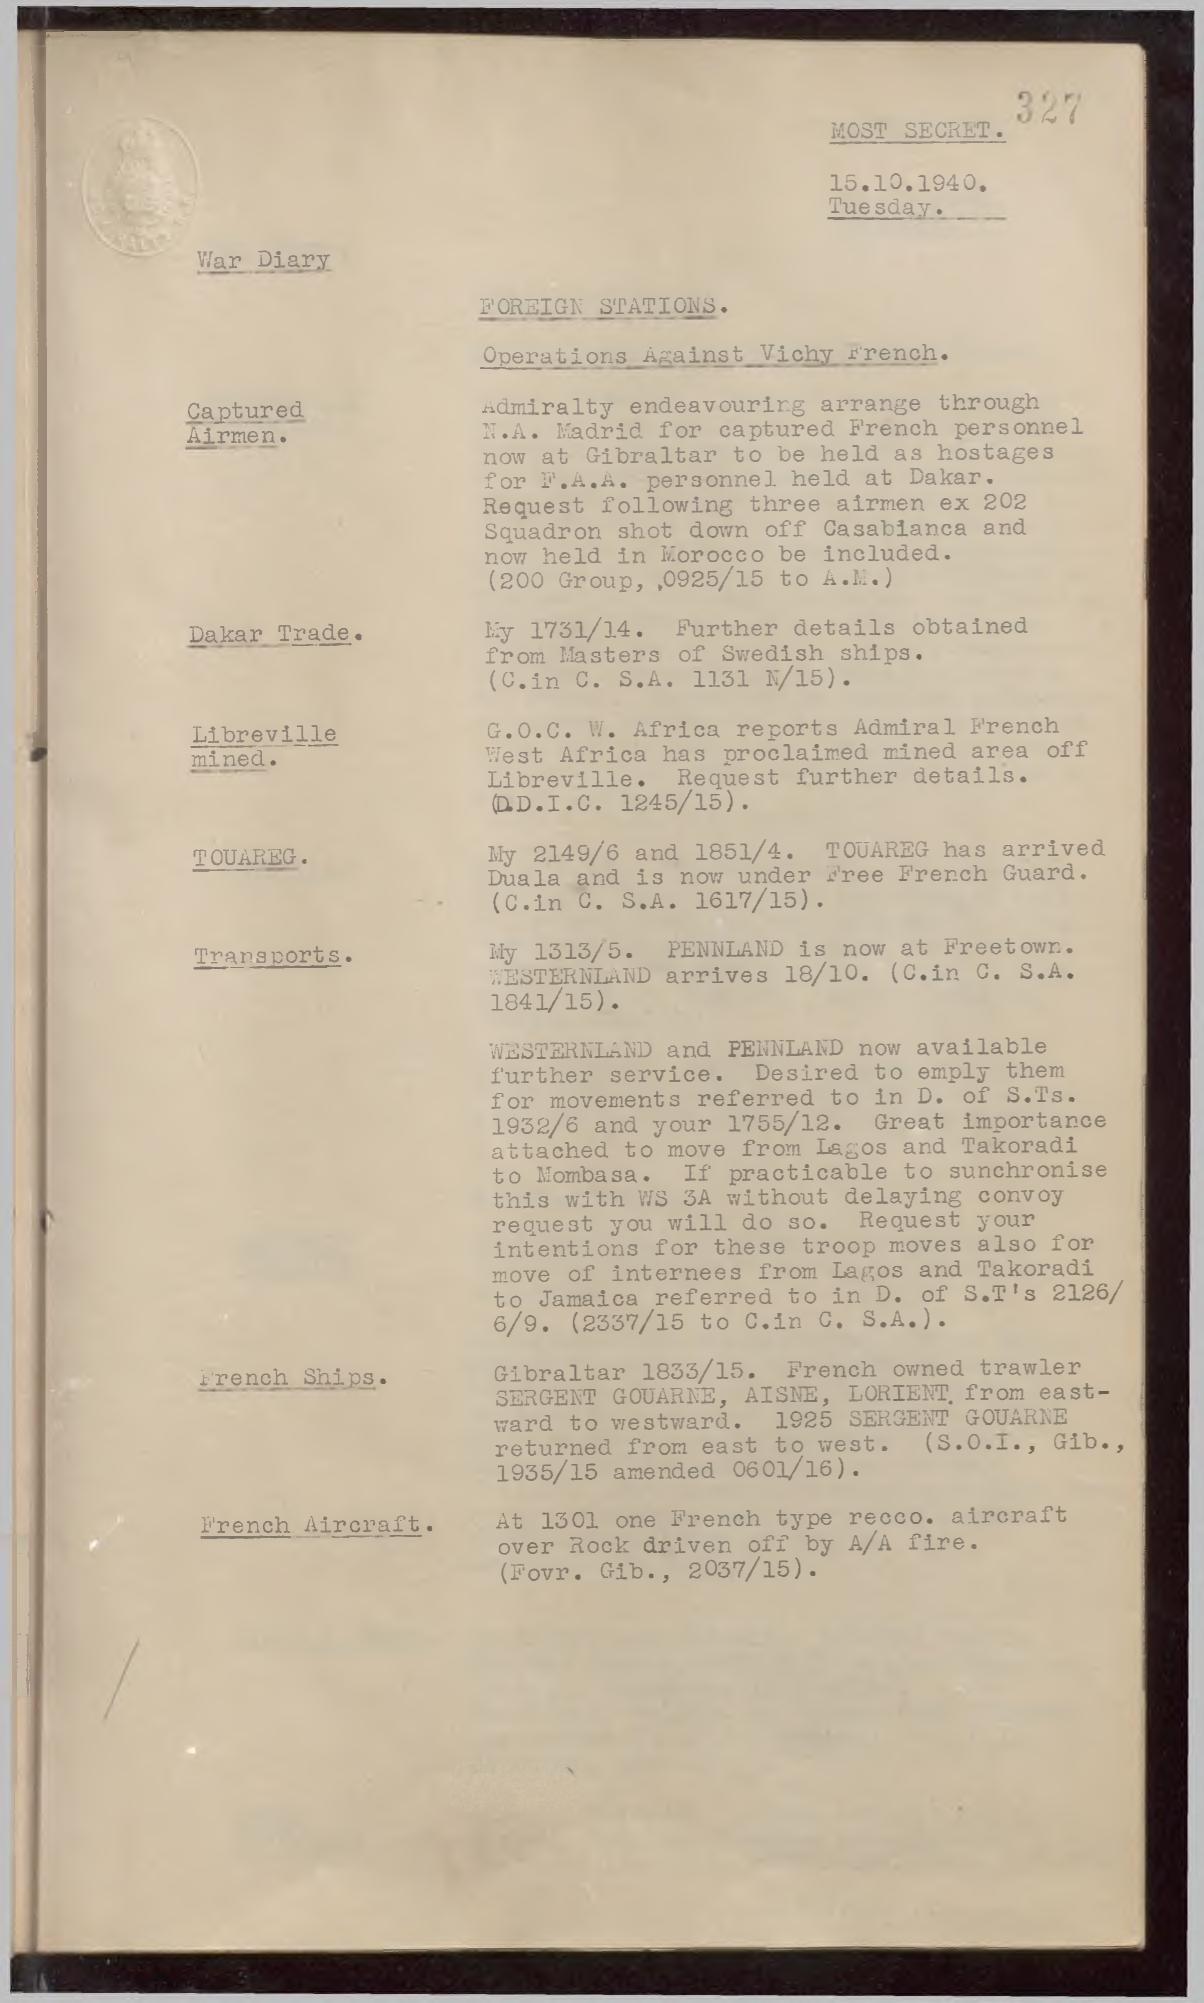 327
MOST SECRET.
15.10.1940.
Tuesday.
War Diary
FOREIGN STATIONS.
Operations Against Vichy French.
Captured
Airmen.
Admiralty endeavouring arrange through
N.A. Madrid for captured French personnel
now at Gibraltar to be held as hostages
for F.A.A. personnel held at Dakar.
Request following three airmen ex 202
Squadron shot down off Casablanca and
now held in Morocco be included.
(200 Group, ,0925/15 to A.M.)
Dakar Trade.
My 1731/14. Further details obtained
from Masters of Swedish ships.
(C.in C. S.A. 1131 N/15).
Libreville
mined.
G.O.C. W. Africa reports Admiral French
West Africa has proclaimed mined area off
Libreville. Request further details.
(D.D.I.C. 1245/15).
TOUAREG.
My 2149/6 and 1851/4. TOUAREG has arrived
Duala and is now under Free French Guard.
(C.in C. S.A. 1617/15).
Transports.
My 1313/5. PENNLAND is now at Freetown.
WESTERNLAND arrives 18/10. (C.in C. S.A.
1841/15).
WESTERNLAND and PENNLAND now available
further service. Desired to emply them
for movements referred to in D. of S.Ts.
1932/6 and your 1755/12. Great importance
attached to move from Lagos and Takoradi
to Mombasa. If practicable to sunchronise
this with WS 3A without delaying convoy
request you will do so. Request your
intentions for these troop moves also for
move of internees from Lagos and Takoradi
to Jamaica referred to in D. of S.T's 2126/
6/9. (2337/15 to C.in C. S.A.).
French Ships.
Gibraltar 1833/15. French owned trawler
SERGENT GOUARNE, AISNE, LORIENT. from east-
ward to westward. 1925 SERGENT GOUARNE
returned from east to west. (S.O.I., Gib.,
1935/15 amended 0601/16).
French Aircraft.
At 1301 one French type recco. aircraft
over Rock driven off by A/A fire.
(Fovr. Gib., 2037/15).